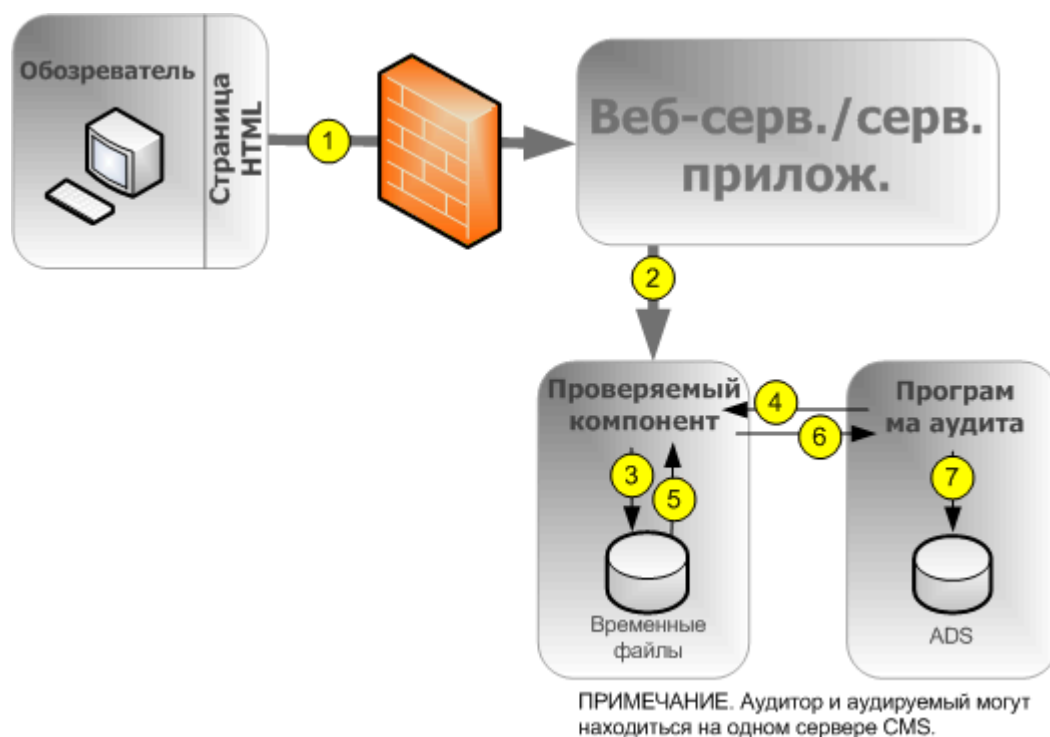 Обозреватель
Страница
HTML
1
Веб-серв./серв.
прилож.
2
Проверяемый
компонент
4
6
Програм
ма аудита
3
5
7
Временные
файлы
ADS
ПРИМЕЧАНИЕ. Аудитор и аудируемый могут
находиться на одном сервере CMS.